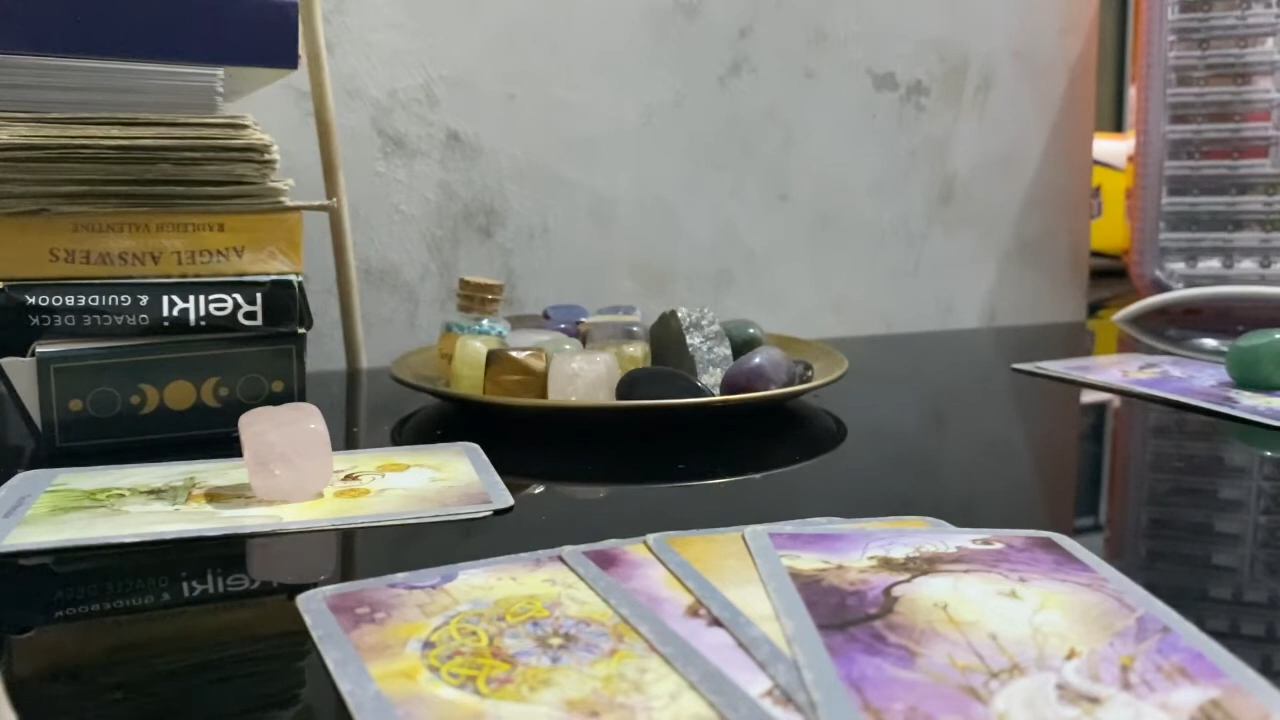 RADLEIGH VALENTINE
ANGEL ANSWERS
Reiki
ORACLE DECK
& GUIDEBOOK